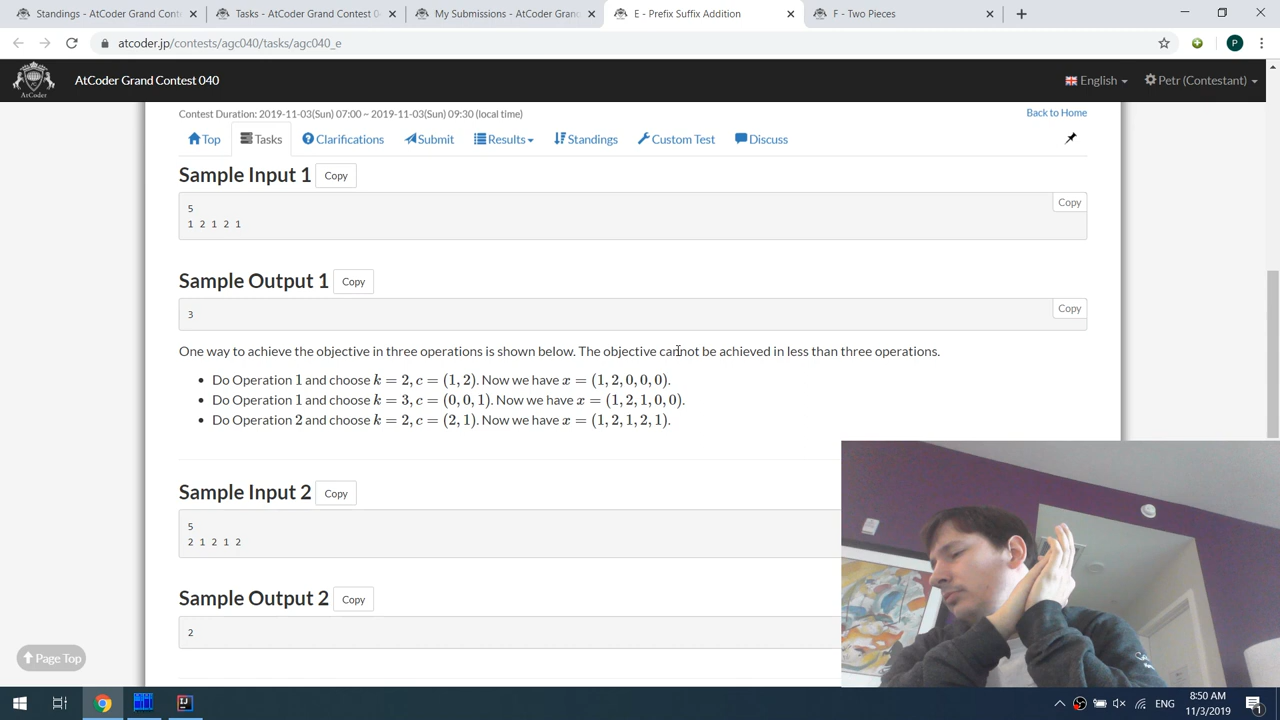 Standings - AtCoder Grand Cont
Tasks - AtCoder Grand Contest 0
My Submissions - AtCoder Grand
E - Prefix Suffix Addition
F - Two Pieces
atcoder.jp/contests/agc040/tasks/agc040_e
P
AtCoder Grand Contest 040
English
Petr (Contestant)
Contest Duration: 2019-11-03(Sun) 07:00 ~ 2019-11-03(Sun) 09:30 (local time)
Back to Home
Top
Tasks
Clarifications
Submit
Results
Standings
Custom Test
Discuss
Sample Input 1
Copy
Copy
5
1 2 1 2 1
Sample Output 1
Copy
Copy
3
One way to achieve the objective in three operations is shown below. The objective cannot be achieved in less than three operations.
Do Operation 1 and choose k = 2, c = (1, 2). Now we have x = (1, 2, 0, 0, 0).
Do Operation 1 and choose k = 3, c = (0, 0, 1). Now we have x = (1, 2, 1, 0, 0).
Do Operation 2 and choose k = 2, c = (2, 1). Now we have x = (1, 2, 1, 2, 1).
Sample Input 2
Copy
5
2 1 2 1 2
Sample Output 2
Copy
2
Page Top
ENG
8:50 AM
11/3/2019
1